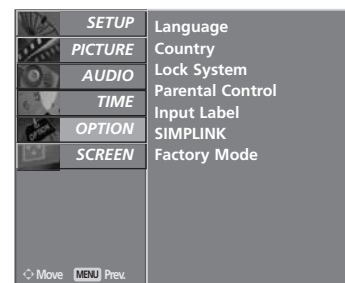 SETUP
PICTURE
AUDIO
TIME
OPTION
SCREEN
Language
Country
Lock System
Parental Control
Input Label
SIMPLINK
Factory Mode
Move MENU Prev.